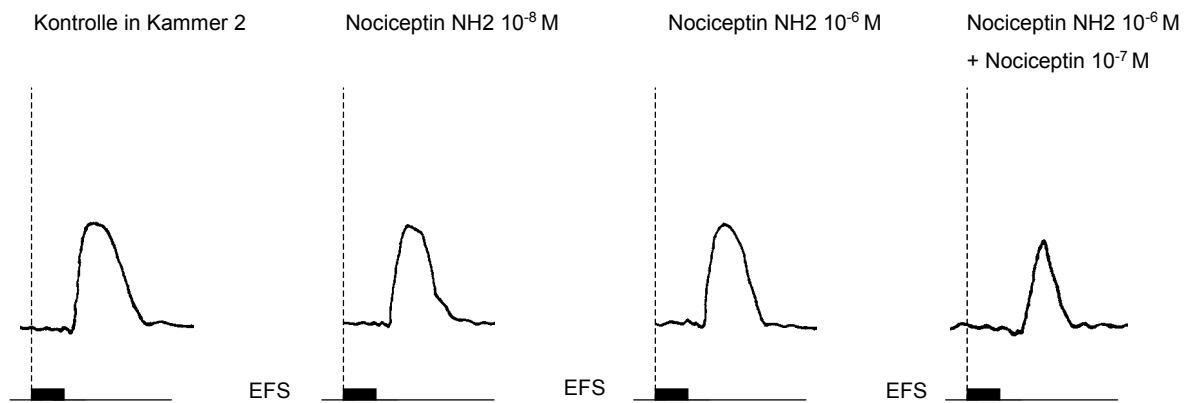 Kontrolle in Kammer 2
Nociceptin NH2 10⁻⁸ M
Nociceptin NH2 10⁻⁶ M
Nociceptin NH2 10⁻⁶ M
+ Nociceptin 10⁻⁷ M
EFS
EFS
EFS